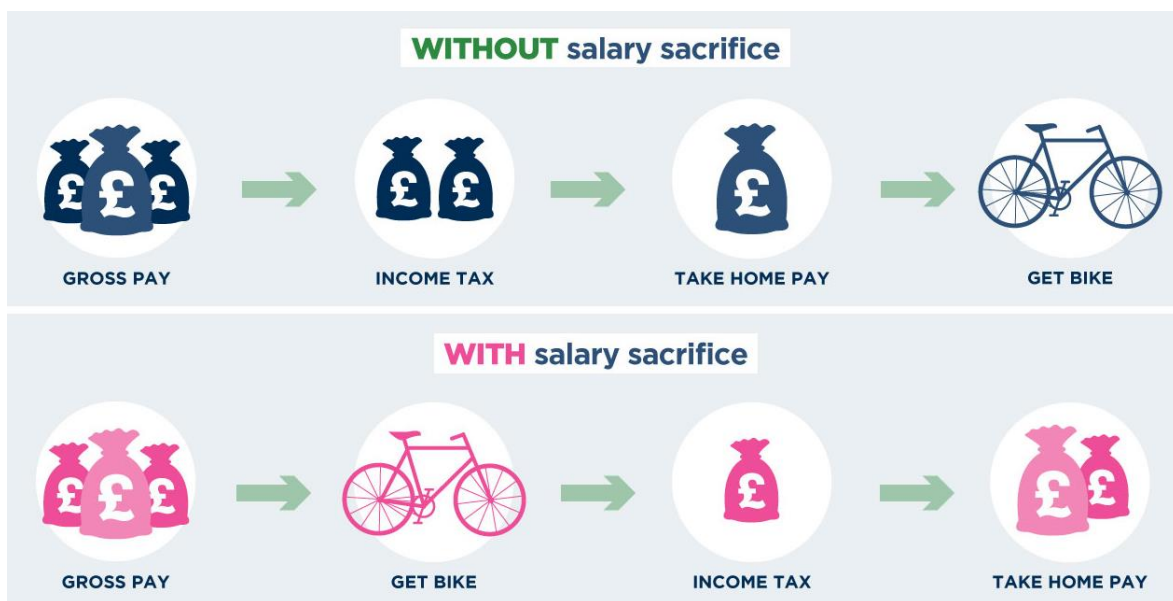 WITHOUT salary sacrifice
£ £ £
£ £
£
GROSS PAY
INCOME TAX
TAKE HOME PAY
GET BIKE
WITH salary sacrifice
£ £ £
£
£ £
GROSS PAY
GET BIKE
INCOME TAX
TAKE HOME PAY